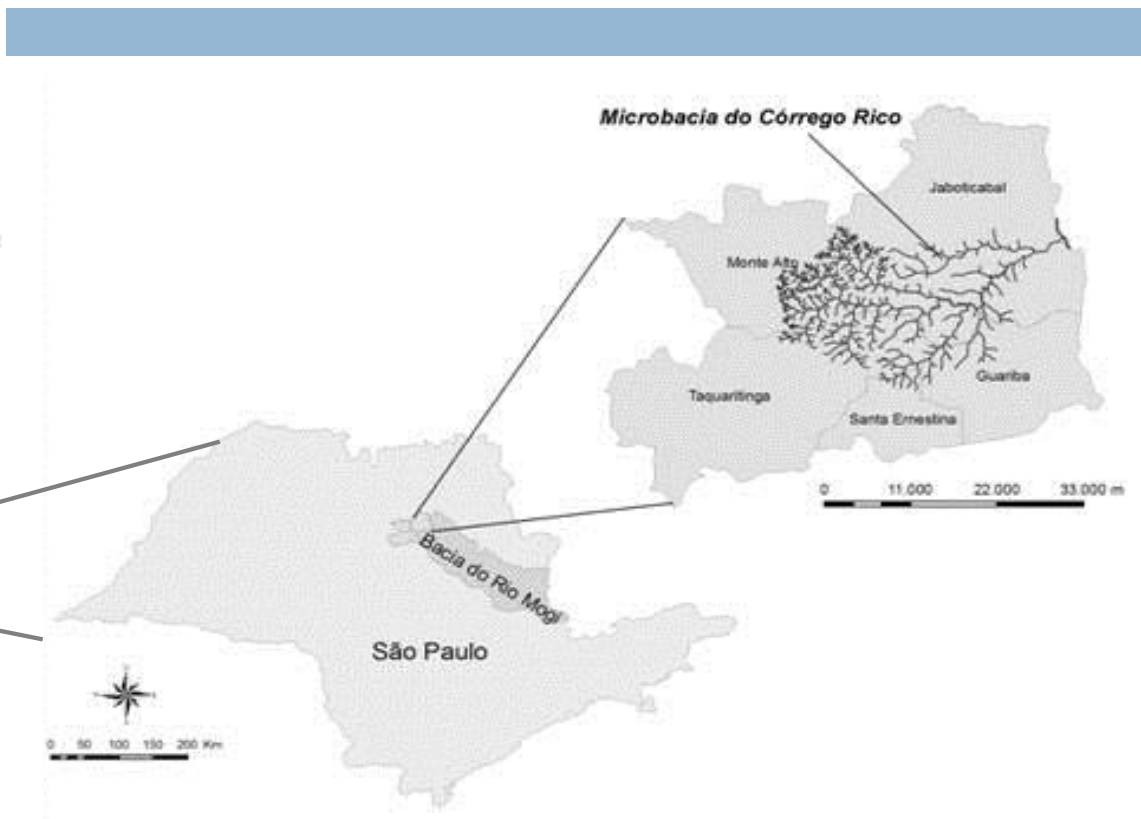 Microbacia do Córrego Rico
Jaboticabal
Monte Alto
Taquaritinga
Guariba
Santa Ernestina
0 11.000 22.000 33.000 m
Bacia do Rio Mogi
São Paulo
0 50 100 150 200 Km